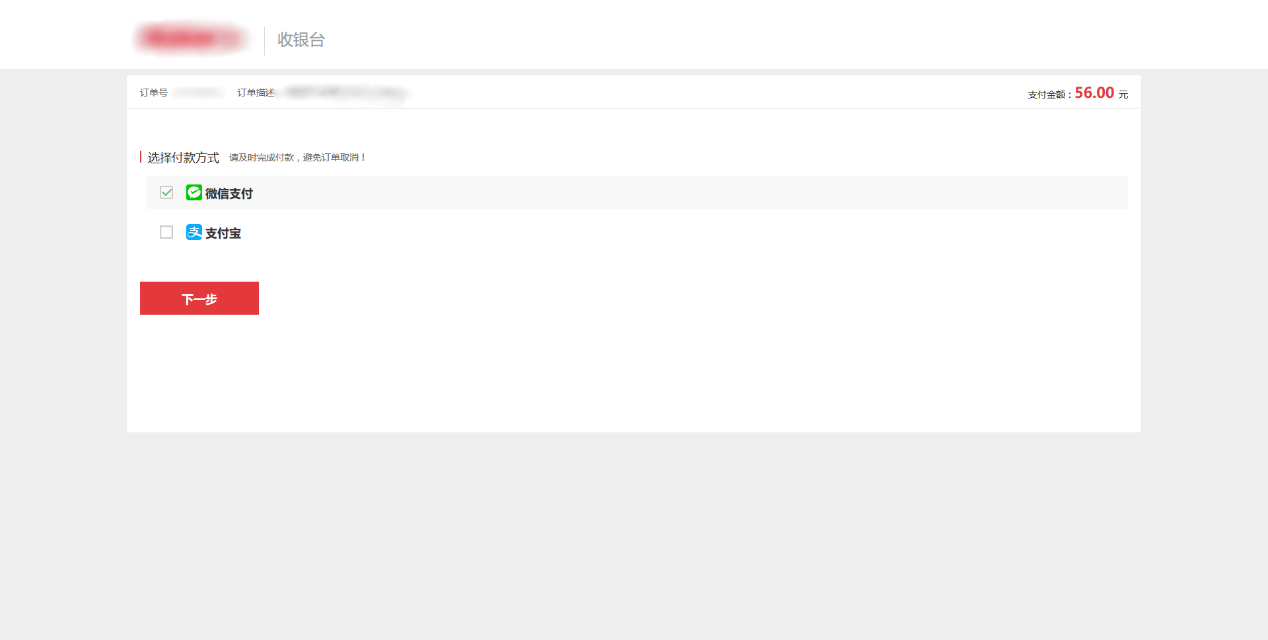 收银台
订单号 订单描述 支付金额：56.00 元
选择付款方式 请及时完成付款，避免订单取消！
微信支付
支付宝
下一步